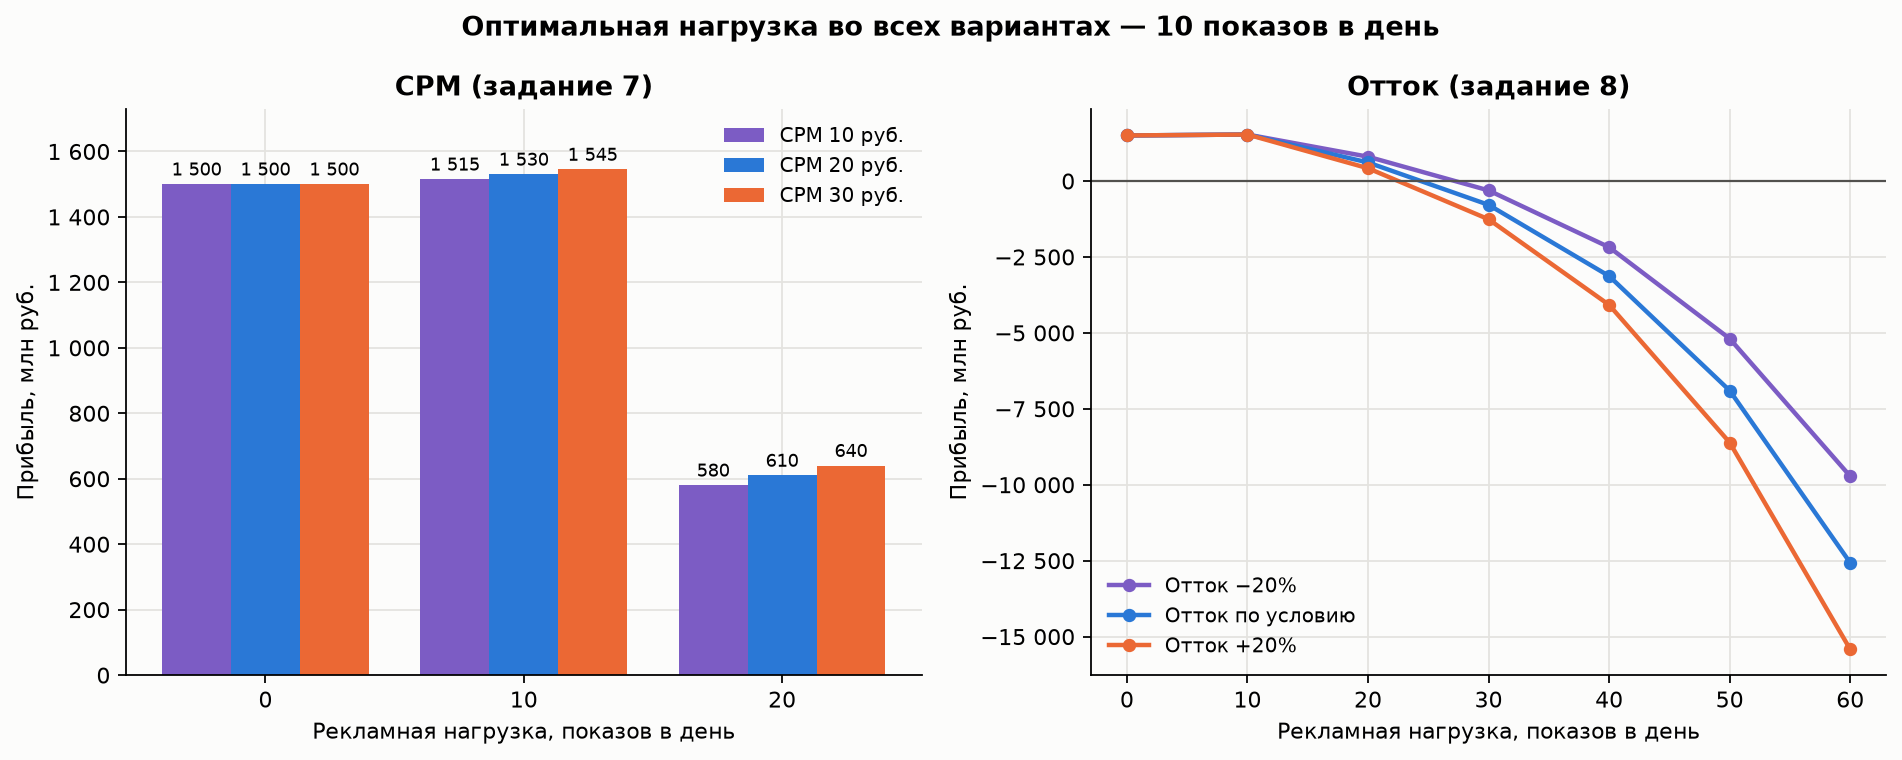 Оптимальная нагрузка во всех вариантах — 10 показов в день
CPM (задание 7)
Прибыль, млн руб.
1 600
1 400
1 200
1 000
800
600
400
200
0
1 500 1 500 1 500
1 515 1 530 1 545
580 610 640
CPM 10 руб.
CPM 20 руб.
CPM 30 руб.
0 10 20
Рекламная нагрузка, показов в день
Отток (задание 8)
Прибыль, млн руб.
0
−2 500
−5 000
−7 500
−10 000
−12 500
−15 000
Отток −20%
Отток по условию
Отток +20%
0 10 20 30 40 50 60
Рекламная нагрузка, показов в день